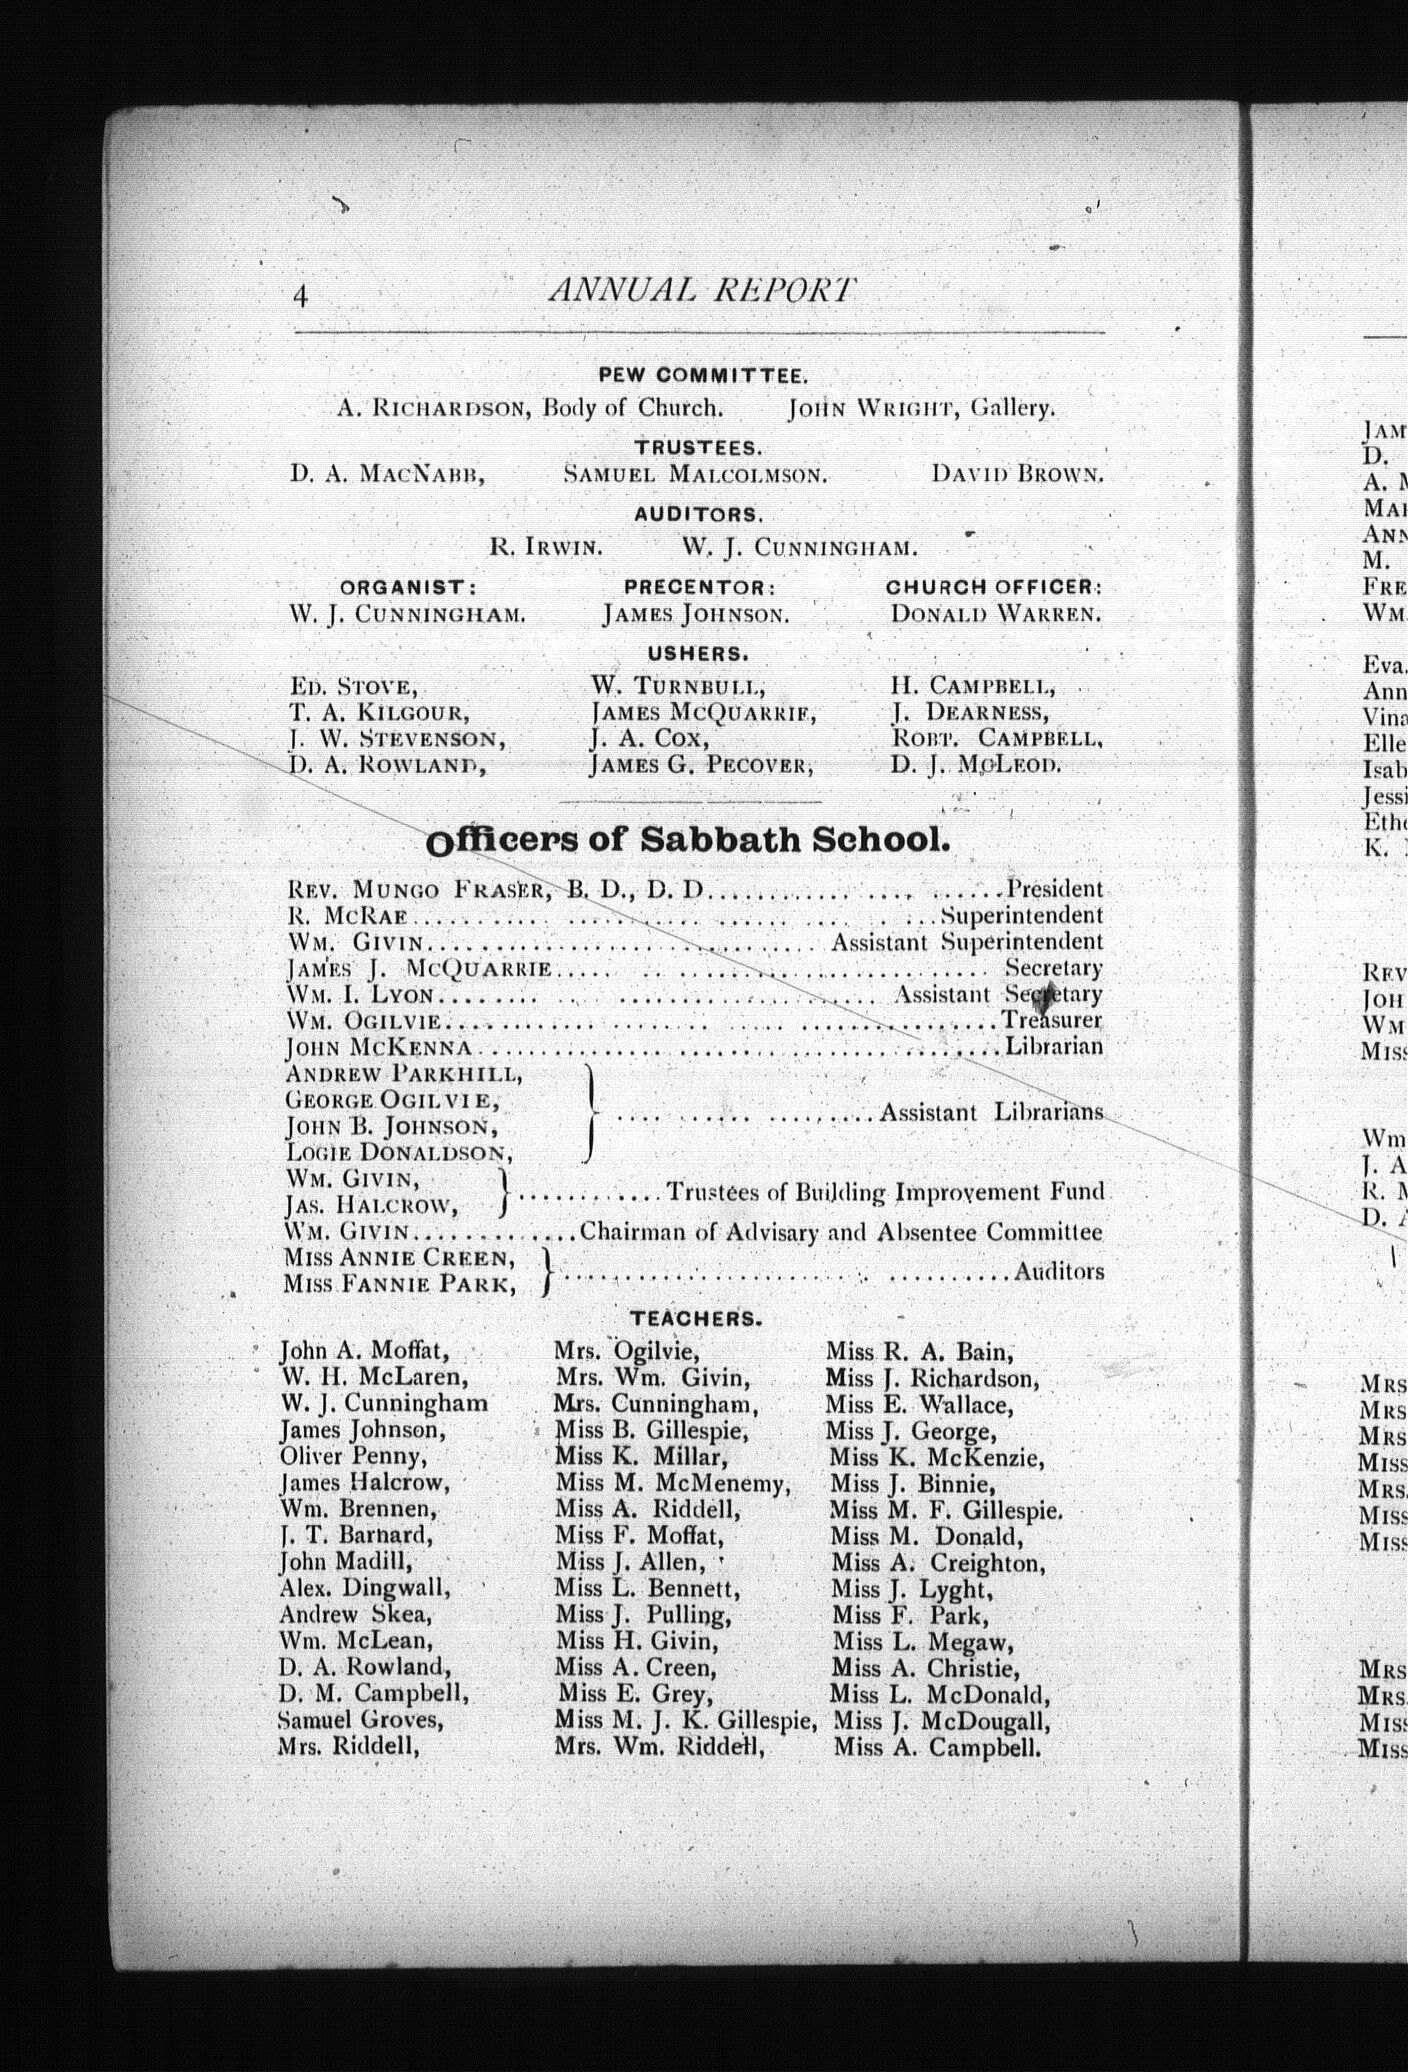 4 ANNUAL REPORT
PEW COMMITTEE.
A. RICHARDSON, Body of Church. JOHN WRIGHT, Gallery.
TRUSTEES.
D. A. MACNABB, SAMUEL MALCOLMSON. DAVID BROWN.
AUDITORS.
R. IRWIN. W. J. CUNNINGHAM.
ORGANIST: PRECENTOR: CHURCH OFFICER:
W. J. CUNNINGHAM. JAMES JOHNSON. DONALD WARREN.
USHERS.
ED. STOVE, W. TURNBULL, H. CAMPBELL,
T. A. KILGOUR, JAMES MCQUARRIE, J. DEARNESS,
J. W. STEVENSON, J. A. COX, ROBT. CAMPBELL,
D. A. ROWLAND, JAMES G. PECOVER, D. J. MCLEOD.
Officers of Sabbath School.
REV. MUNGO FRASER, B. D., D. D. .................... President
R. MCRAE .................... Superintendent
WM. GIVIN .................... Assistant Superintendent
JAMES J. MCQUARRIE .................... Secretary
WM. I. LYON .................... Assistant Secretary
WM. OGILVIE .................... Treasurer
JOHN MCKENNA .................... Librarian
ANDREW PARKHILL,
GEORGE OGILVIE,
JOHN B. JOHNSON,
LOGIE DONALDSON, } .................... Assistant Librarians
WM. GIVIN,
JAS. HALCROW, } ............ Trustees of Building Improvement Fund
WM. GIVIN ............. Chairman of Advisary and Absentee Committee
MISS ANNIE CREEN,
MISS FANNIE PARK, } .................... Auditors
TEACHERS.
John A. Moffat, Mrs. Ogilvie, Miss R. A. Bain,
W. H. McLaren, Mrs. Wm. Givin, Miss J. Richardson,
W. J. Cunningham Mrs. Cunningham, Miss E. Wallace,
James Johnson, Miss B. Gillespie, Miss J. George,
Oliver Penny, Miss K. Millar, Miss K. McKenzie,
James Halcrow, Miss M. McMenemy, Miss J. Binnie,
Wm. Brennen, Miss A. Riddell, Miss M. F. Gillespie.
J. T. Barnard, Miss F. Moffat, Miss M. Donald,
John Madill, Miss J. Allen, Miss A. Creighton,
Alex. Dingwall, Miss L. Bennett, Miss J. Lyght,
Andrew Skea, Miss J. Pulling, Miss F. Park,
Wm. McLean, Miss H. Givin, Miss L. Megaw,
D. A. Rowland, Miss A. Creen, Miss A. Christie,
D. M. Campbell, Miss E. Grey, Miss L. McDonald,
Samuel Groves, Miss M. J. K. Gillespie, Miss J. McDougall,
Mrs. Riddell, Mrs. Wm. Riddell, Miss A. Campbell.